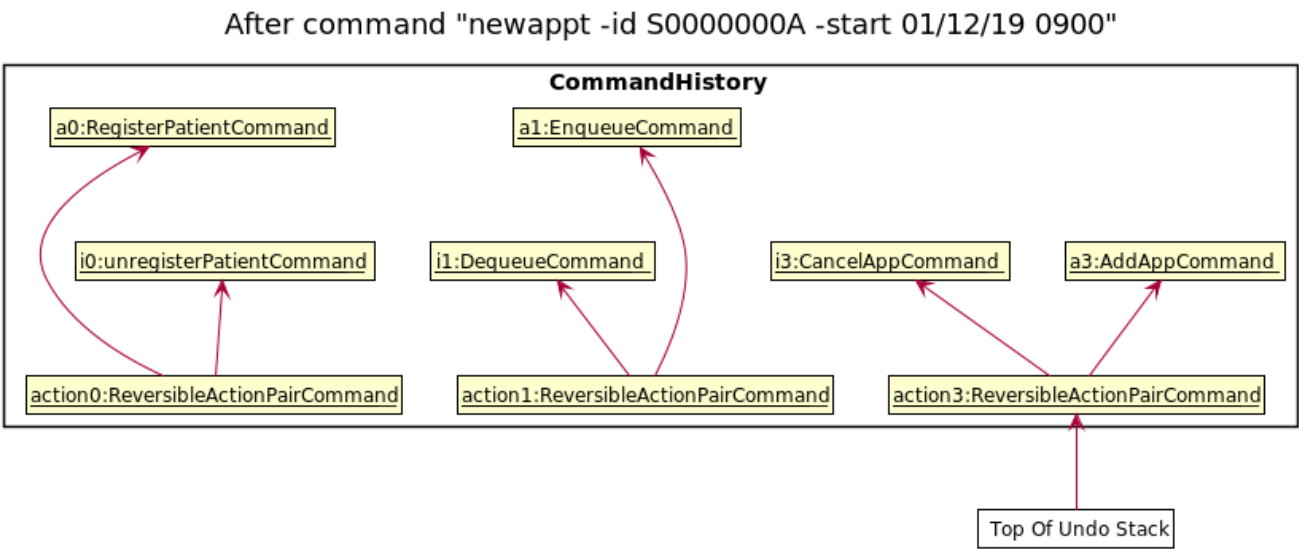 After command "newappt -id S0000000A -start 01/12/19 0900"
CommandHistory
a0:RegisterPatientCommand
a1:EnqueueCommand
i0:unregisterPatientCommand
i1:DequeueCommand
i3:CancelAppCommand
a3:AddAppCommand
action0:ReversibleActionPairCommand
action1:ReversibleActionPairCommand
action3:ReversibleActionPairCommand
Top Of Undo Stack